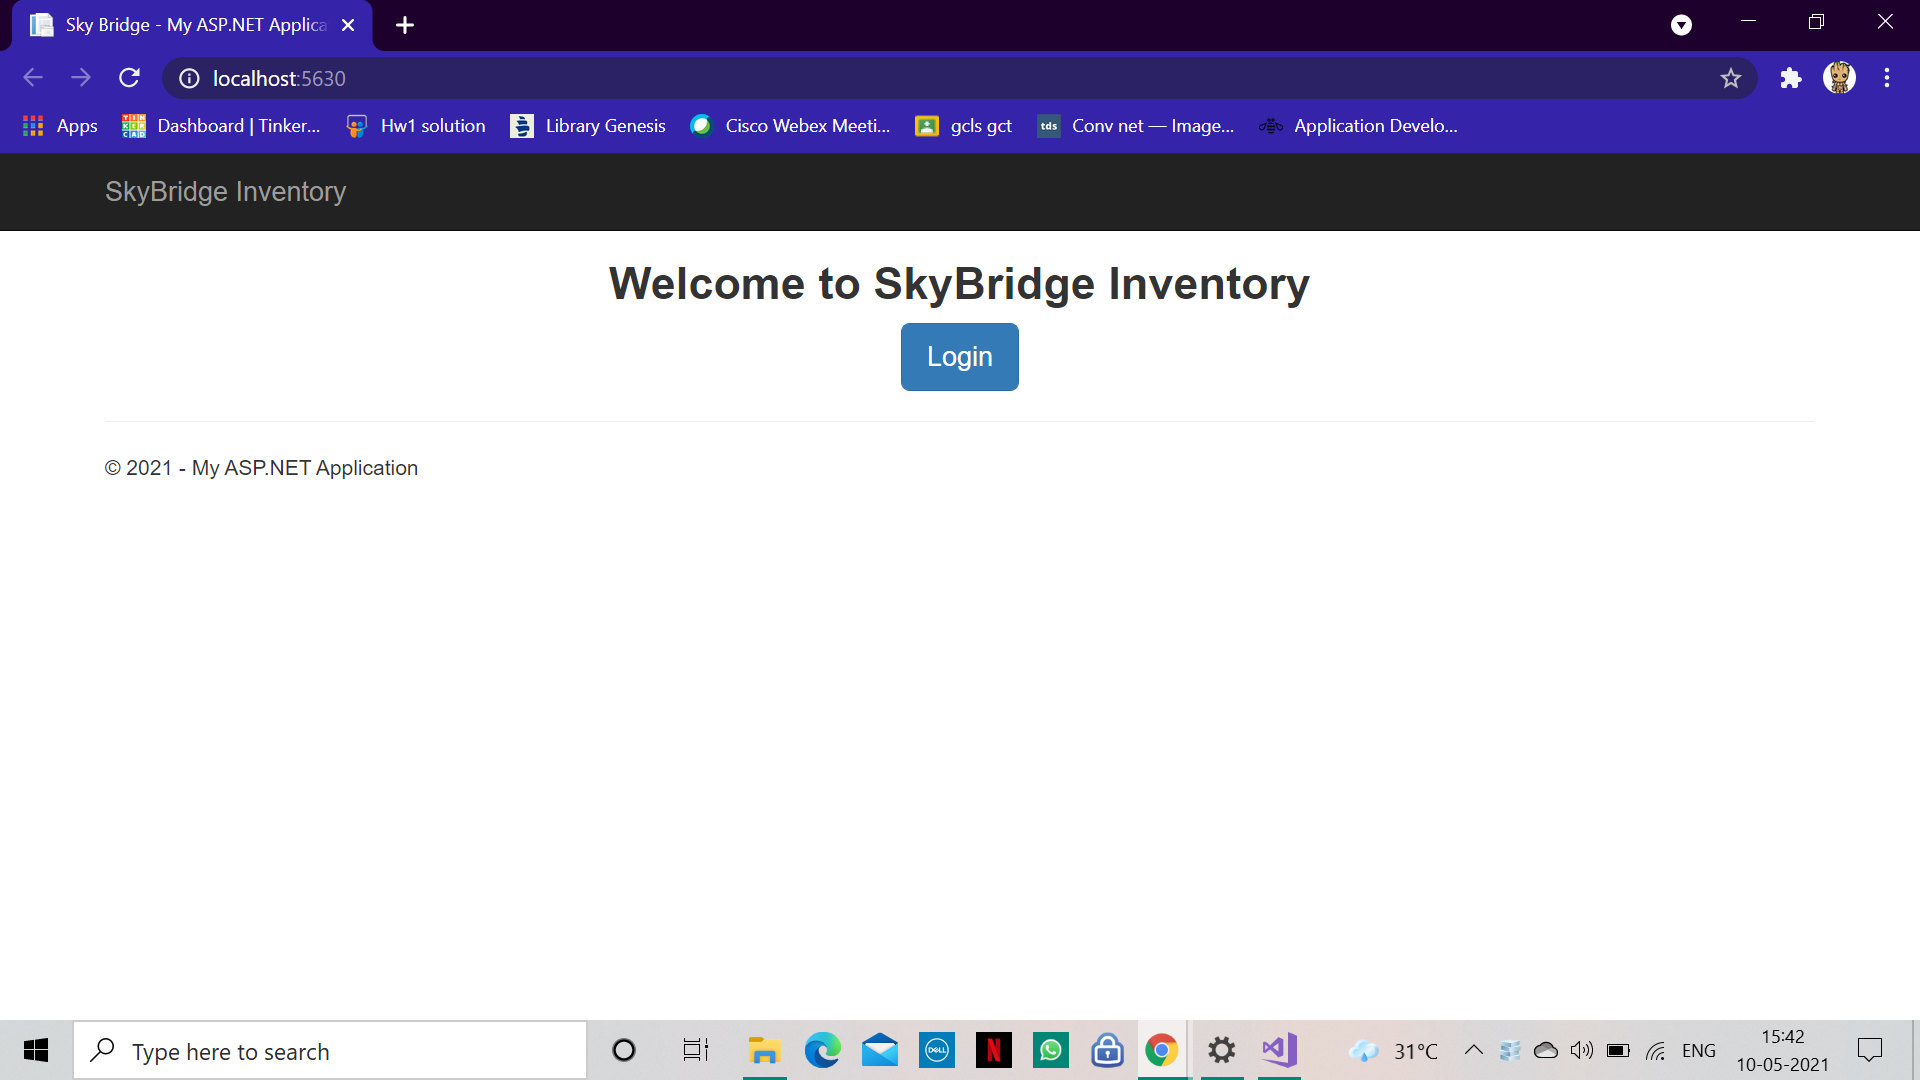 Sky Bridge - My ASP.NET Applica
localhost:5630
Apps
Dashboard | Tinker...
Hw1 solution
Library Genesis
Cisco Webex Meeti...
gcls gct
tds
Conv net — Image...
Application Develo...
SkyBridge Inventory
Welcome to SkyBridge Inventory
Login
© 2021 - My ASP.NET Application
Type here to search
DELL
N
31°C
ENG
15:42
10-05-2021